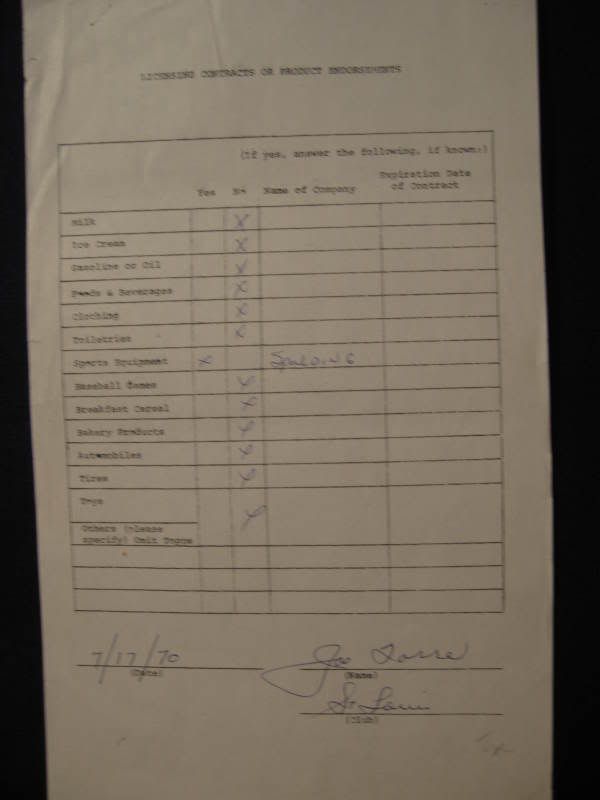 LICENSING CONTRACTS OR PRODUCT ENDORSEMENTS
(If yes, answer the following, if known:)
Yes No Name of Company Expiration Date of Contract
Milk X
Ice Cream X
Gasoline or Oil X
Foods & Beverages X
Clothing X
Toiletries X
Sports Equipment X SPALDING
Baseball Games X
Breakfast Cereal X
Bakery Products X
Automobiles X
Tires X
Toys
X
Others (please
specify) Omit Topps
7/17/70 Joe Torre
(Date) (Name)
St. Louis
(Club)